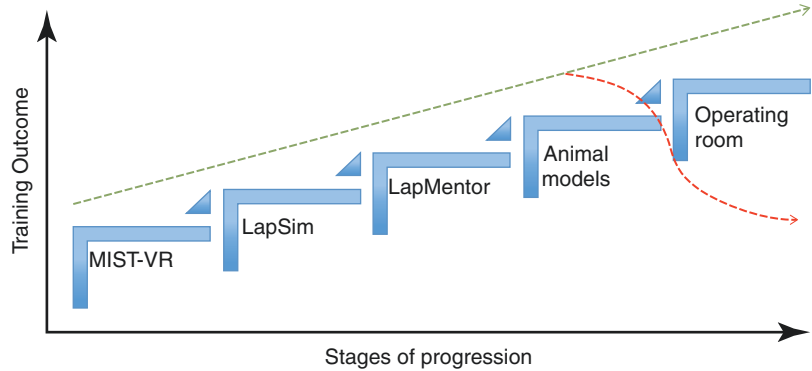 Training Outcome
MIST-VR
LapSim
LapMentor
Animal
models
Operating
room
Stages of progression